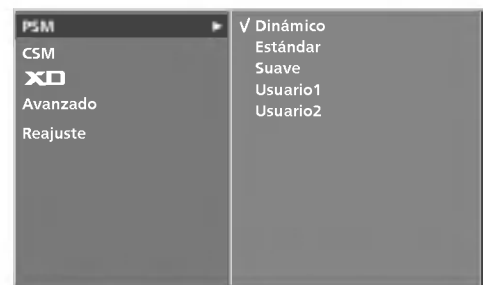 PSM
CSM
XD
Avanzado
Reajuste
√ Dinámico
Estándar
Suave
Usuario1
Usuario2